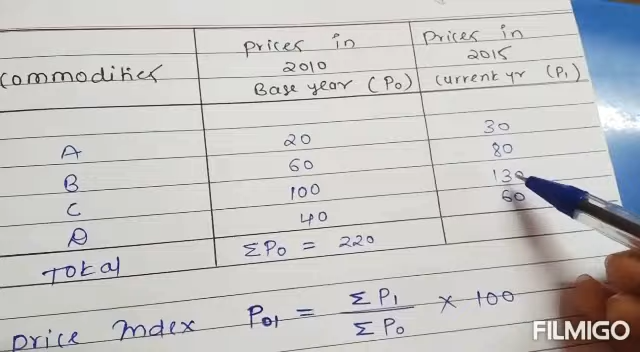 Commodities
Prices in 2010 Base year (P0)
Prices in 2015 Current yr (P1)
A 20 30
B 60 80
C 100 130
D 40 60
Total ΣP0 = 220
Price Index P01 = ΣP1 / ΣP0 × 100
FILMIGO